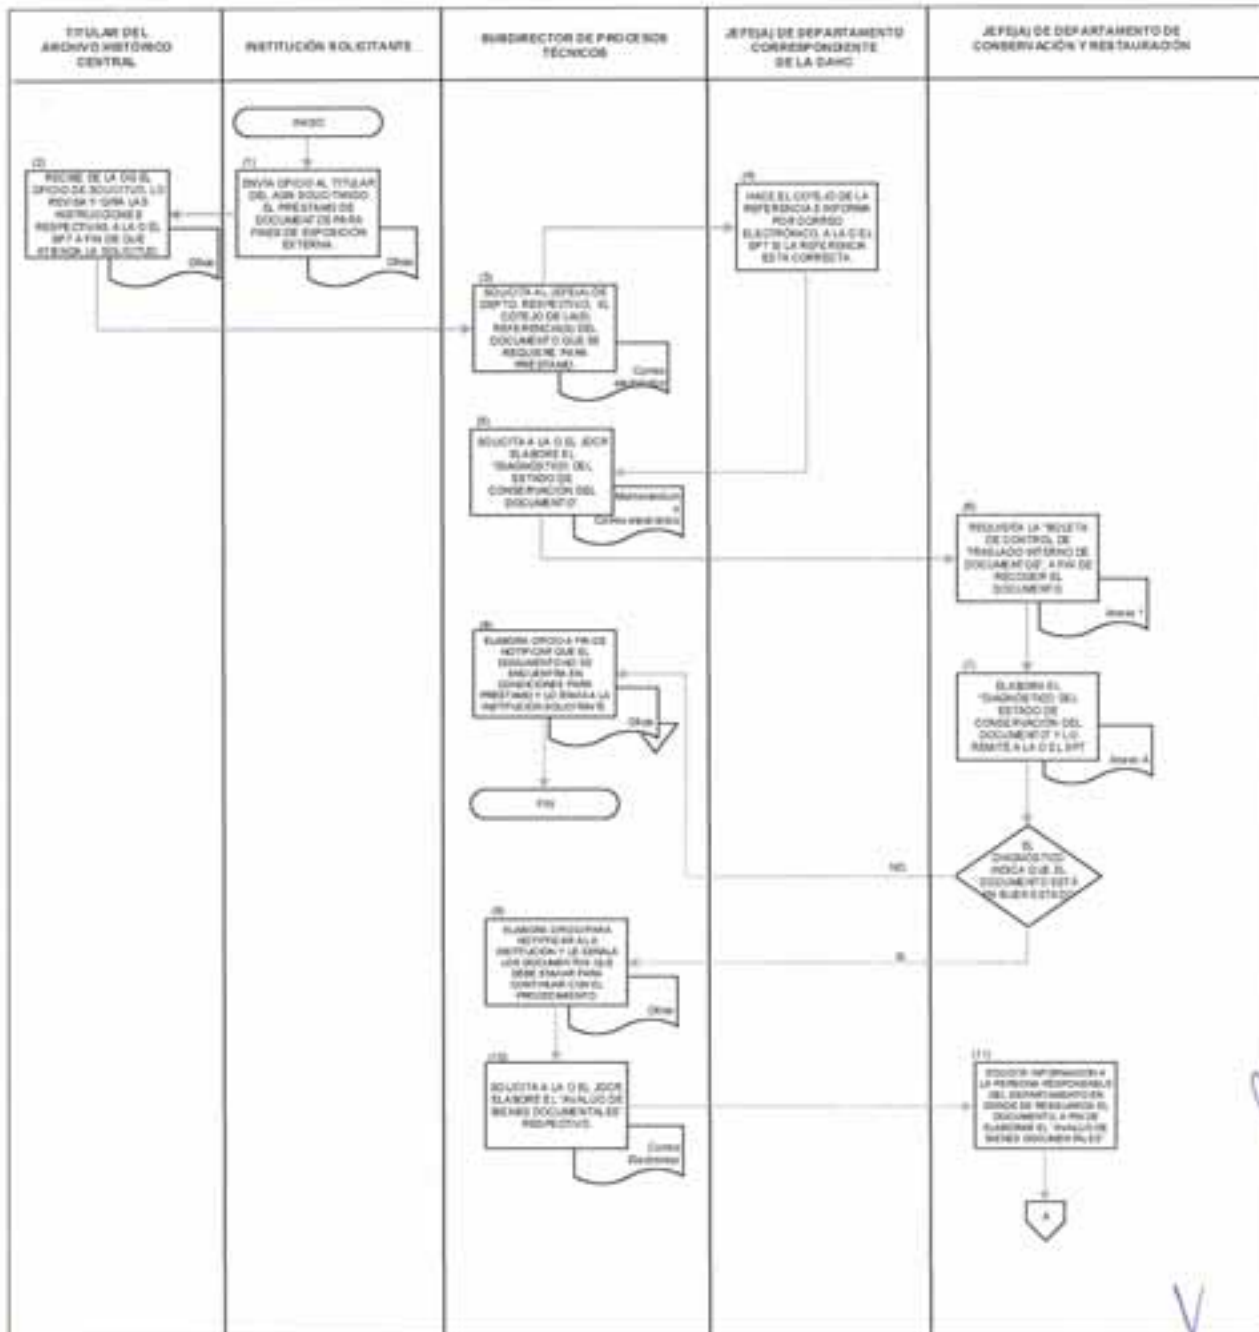 TITULAR DEL
ARCHIVO HISTÓRICO
CENTRAL
INSTITUCIÓN SOLICITANTE
SUBDIRECTOR DE PROCESOS
TÉCNICOS
JEFE(A) DE DEPARTAMENTO
CORRESPONDIENTE
DE LA DAHC
JEFE(A) DE DEPARTAMENTO DE
CONSERVACIÓN Y RESTAURACIÓN
INICIO
(1)
ENVÍA OFICIO AL TITULAR
DEL AGN SOLICITANDO
EL PRÉSTAMO DE
DOCUMENTOS PARA
FINES DE EXPOSICIÓN
EXTERNA
Oficio
(2)
RECIBE DE LA DG EL
OFICIO DE SOLICITUD, LO
REVISA Y GIRA LAS
INSTRUCCIONES
RESPECTIVAS A LA O EL
SPT A FIN DE QUE
ATIENDA LA SOLICITUD
Oficio
(3)
SOLICITA AL JEFE(A) DE
DEPTO. RESPECTIVO, EL
COTEJO DE LA(S)
REFERENCIA(S) DEL
DOCUMENTO QUE SE
REQUIERE PARA
PRÉSTAMO
Correo
electrónico
(4)
HACE EL COTEJO DE LA
REFERENCIA E INFORMA
POR CORREO
ELECTRÓNICO, A LA O EL
SPT SI LA REFERENCIA
ESTÁ CORRECTA
(5)
SOLICITA A LA O EL JDCR
ELABORE EL
"DIAGNÓSTICO DEL
ESTADO DE
CONSERVACIÓN DEL
DOCUMENTO"
Memorándum
o
Correo electrónico
(6)
REQUISITA LA "BOLETA
DE CONTROL DE
TRASLADO INTERNO DE
DOCUMENTOS", A FIN DE
RECOGER EL
DOCUMENTO
Anexo 1
(7)
ELABORA EL
"DIAGNÓSTICO DEL
ESTADO DE
CONSERVACIÓN DEL
DOCUMENTO" Y LO
REMITE A LA O EL SPT
Anexo 4
EL
DIAGNÓSTICO
INDICA QUE EL
DOCUMENTO ESTÁ
EN BUEN ESTADO
NO
SI
(8)
ELABORA OFICIO A FIN DE
NOTIFICAR QUE EL
DOCUMENTO NO SE
ENCUENTRA EN
CONDICIONES PARA
PRÉSTAMO Y LO ENVÍA A LA
INSTITUCIÓN SOLICITANTE
Oficio
FIN
(9)
ELABORA OFICIO PARA
NOTIFICAR A LA
INSTITUCIÓN Y LE SEÑALA
LOS DOCUMENTOS QUE
DEBE ENVIAR PARA
CONTINUAR CON EL
PROCEDIMIENTO
Oficio
(10)
SOLICITA A LA O EL JDCR
ELABORE EL "AVALÚO DE
BIENES DOCUMENTALES"
RESPECTIVO.
Correo
Electrónico
(11)
SOLICITA INFORMACIÓN A
LA PERSONA RESPONSABLE
DEL DEPARTAMENTO EN
DONDE SE RESGUARDA EL
DOCUMENTO, A FIN DE
ELABORAR EL "AVALÚO DE
BIENES DOCUMENTALES"
A